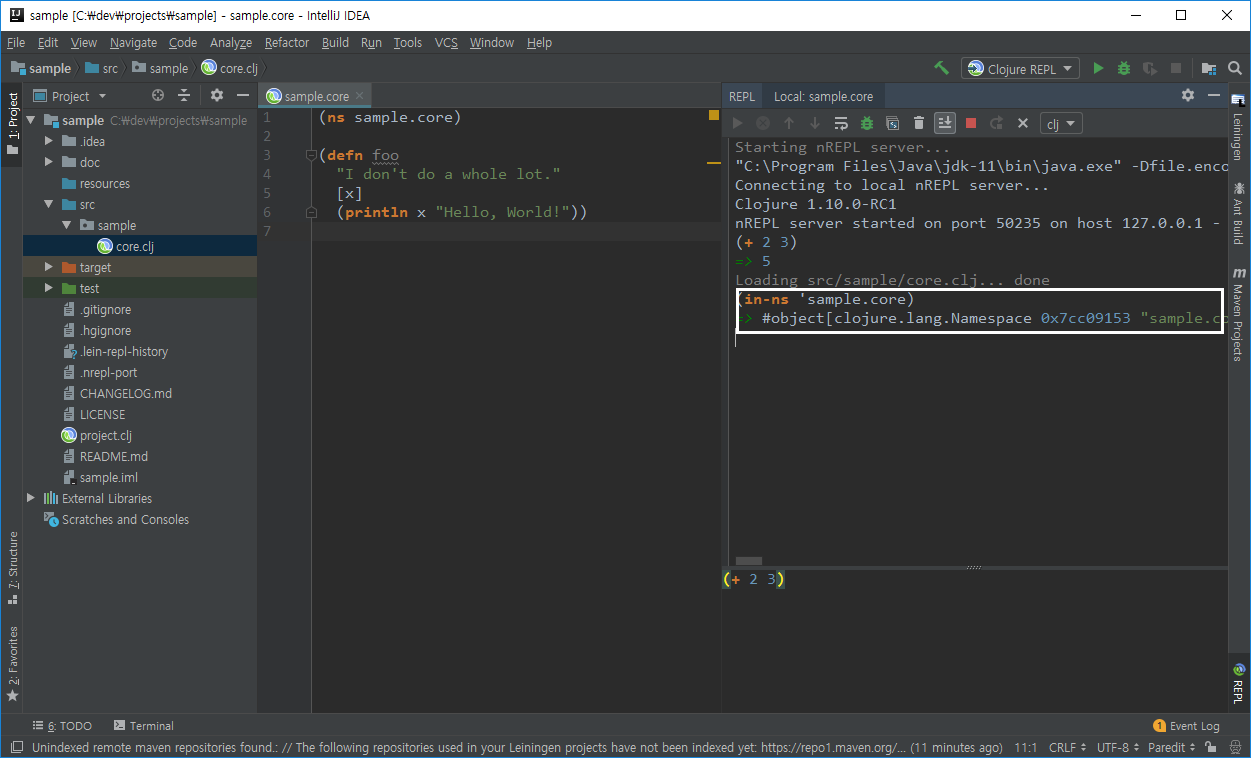 sample [C:₩dev₩projects₩sample] - sample.core - IntelliJ IDEA
File Edit View Navigate Code Analyze Refactor Build Run Tools VCS Window Help
sample src sample core.clj Clojure REPL
1: Project
Project
sample C:₩dev₩projects₩sample
.idea
doc
resources
src
sample
core.clj
target
test
.gitignore
.hgignore
.lein-repl-history
.nrepl-port
CHANGELOG.md
LICENSE
project.clj
README.md
sample.iml
External Libraries
Scratches and Consoles
7: Structure
2: Favorites
sample.core
1 (ns sample.core)
2
3 (defn foo
4 "I don't do a whole lot."
5 [x]
6 (println x "Hello, World!"))
7
REPL Local: sample.core
clj
Starting nREPL server...
"C:\Program Files\Java\jdk-11\bin\java.exe" -Dfile.enco
Connecting to local nREPL server...
Clojure 1.10.0-RC1
nREPL server started on port 50235 on host 127.0.0.1 -
(+ 2 3)
=> 5
Loading src/sample/core.clj... done
(in-ns 'sample.core)
=> #object[clojure.lang.Namespace 0x7cc09153 "sample.co
(+ 2 3)
Leiningen
Ant Build
Maven Projects
REPL
6: TODO Terminal
1 Event Log
Unindexed remote maven repositories found.: // The following repositories used in your Leiningen projects have not been indexed yet: https://repo1.maven.org/... (11 minutes ago) 11:1 CRLF UTF-8 Paredit